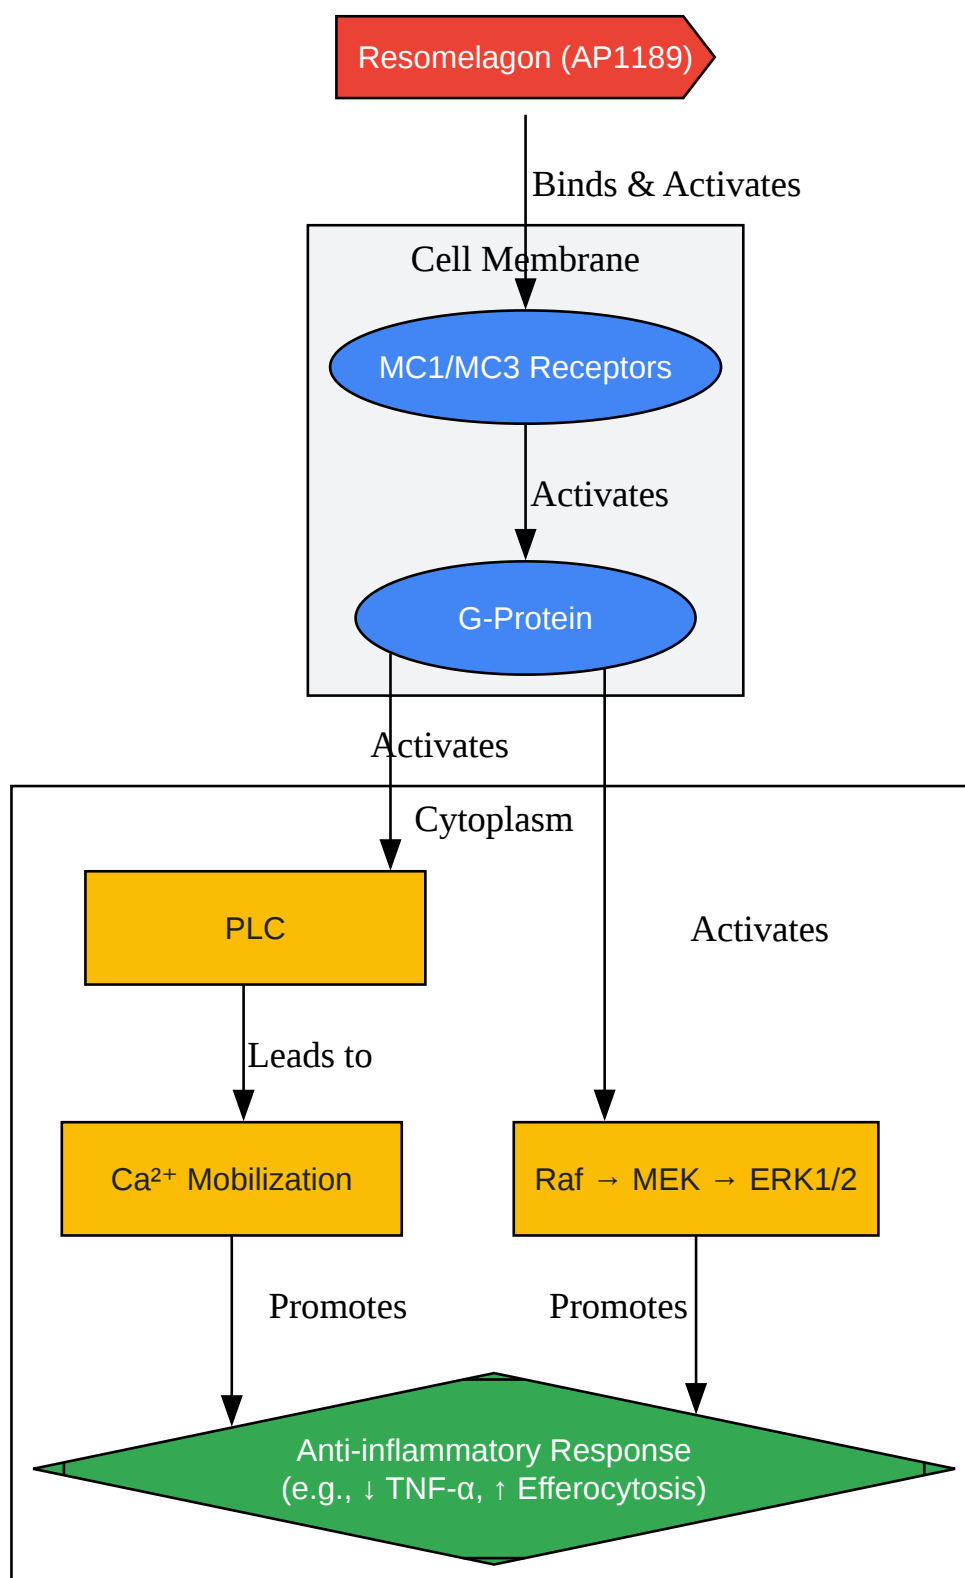 Resomelagon (AP1189)
Binds & Activates
Cell Membrane
MC1/MC3 Receptors
Activates
G-Protein
Activates
Cytoplasm
PLC
Activates
Leads to
Ca²⁺ Mobilization
Raf → MEK → ERK1/2
Promotes
Promotes
Anti-inflammatory Response
(e.g., ↓ TNF-α, ↑ Efferocytosis)